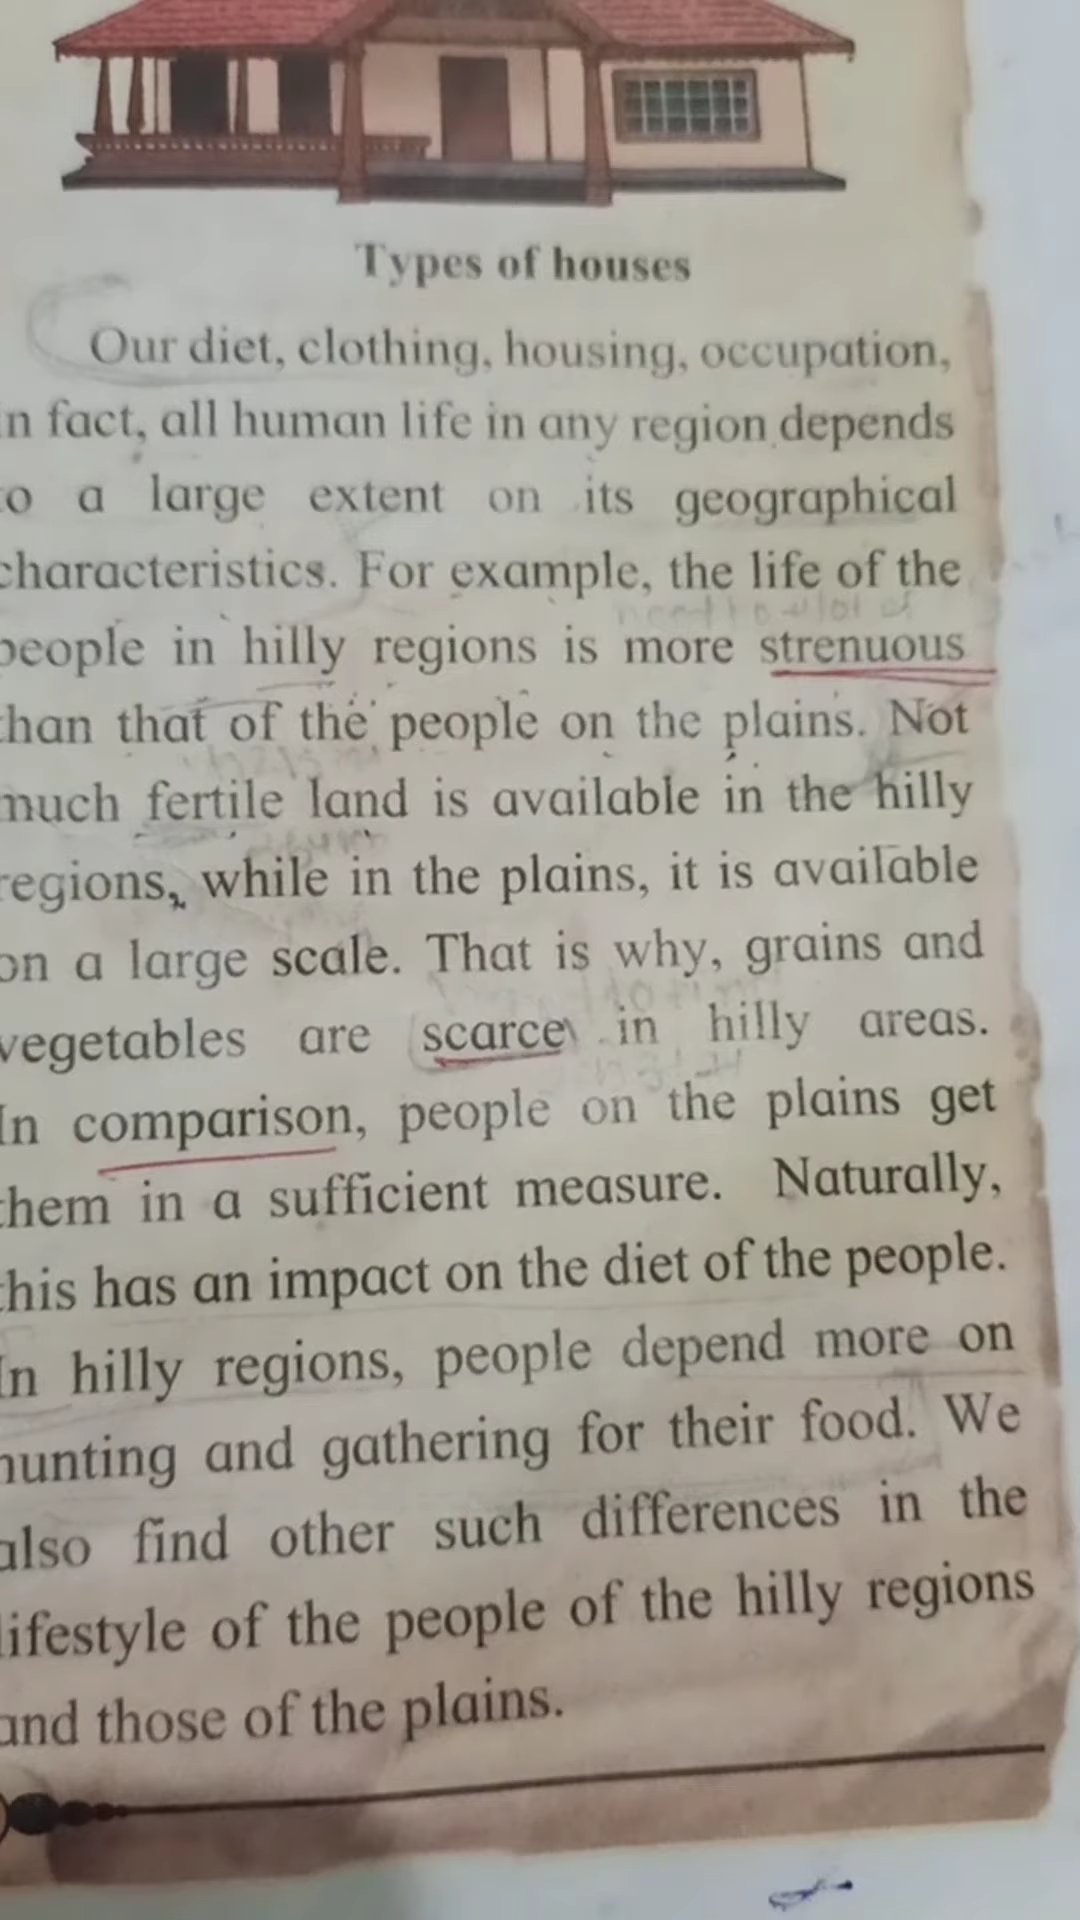 Types of houses
Our diet, clothing, housing, occupation,
in fact, all human life in any region depends
to a large extent on its geographical
characteristics. For example, the life of the
people in hilly regions is more strenuous
than that of the people on the plains. Not
much fertile land is available in the hilly
regions, while in the plains, it is available
on a large scale. That is why, grains and
vegetables are scarce in hilly areas.
In comparison, people on the plains get
them in a sufficient measure. Naturally,
this has an impact on the diet of the people.
In hilly regions, people depend more on
hunting and gathering for their food. We
also find other such differences in the
lifestyle of the people of the hilly regions
and those of the plains.